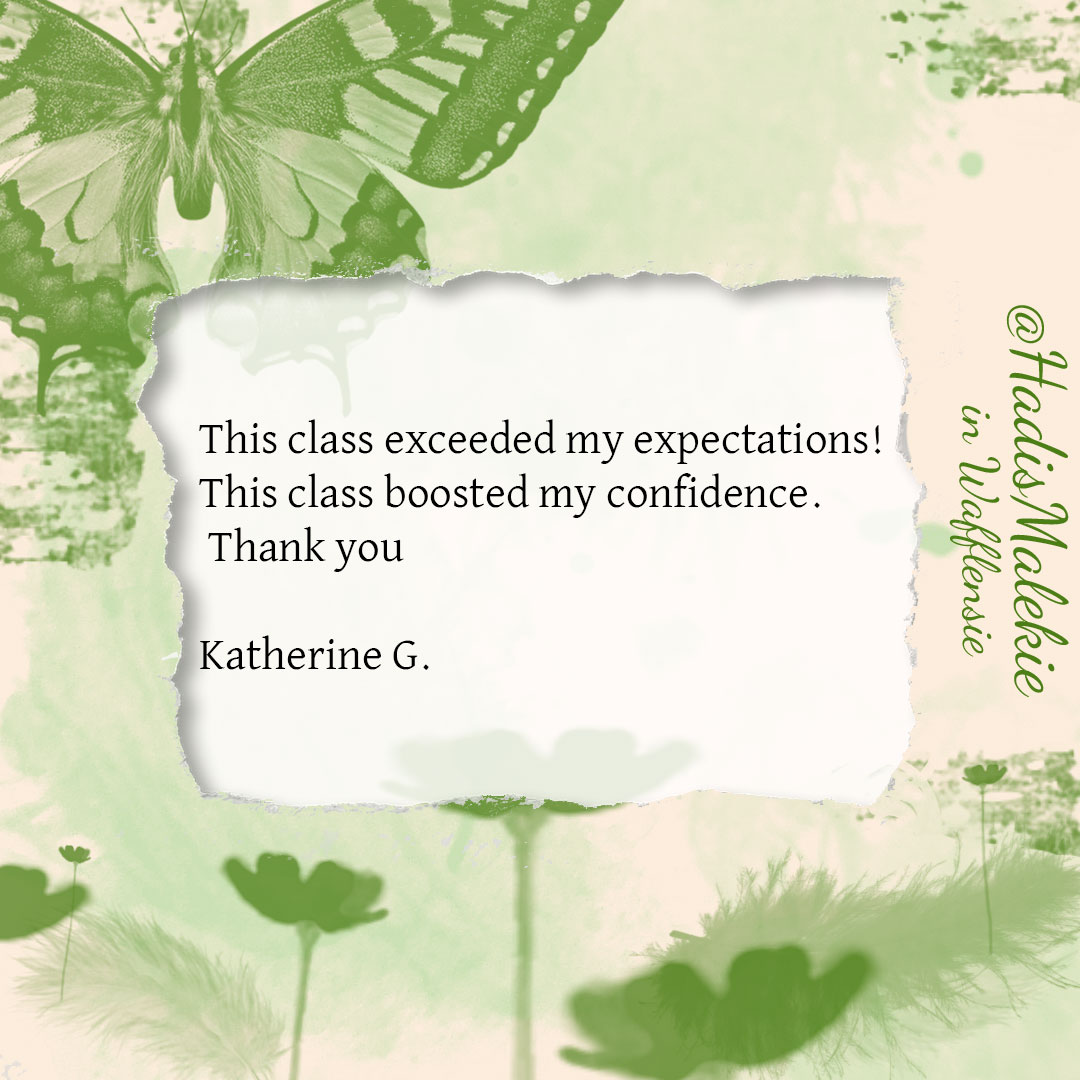 This class exceeded my expectations!
This class boosted my confidence.
Thank you
Katherine G.
@HadisMalekie
in Wafflensie